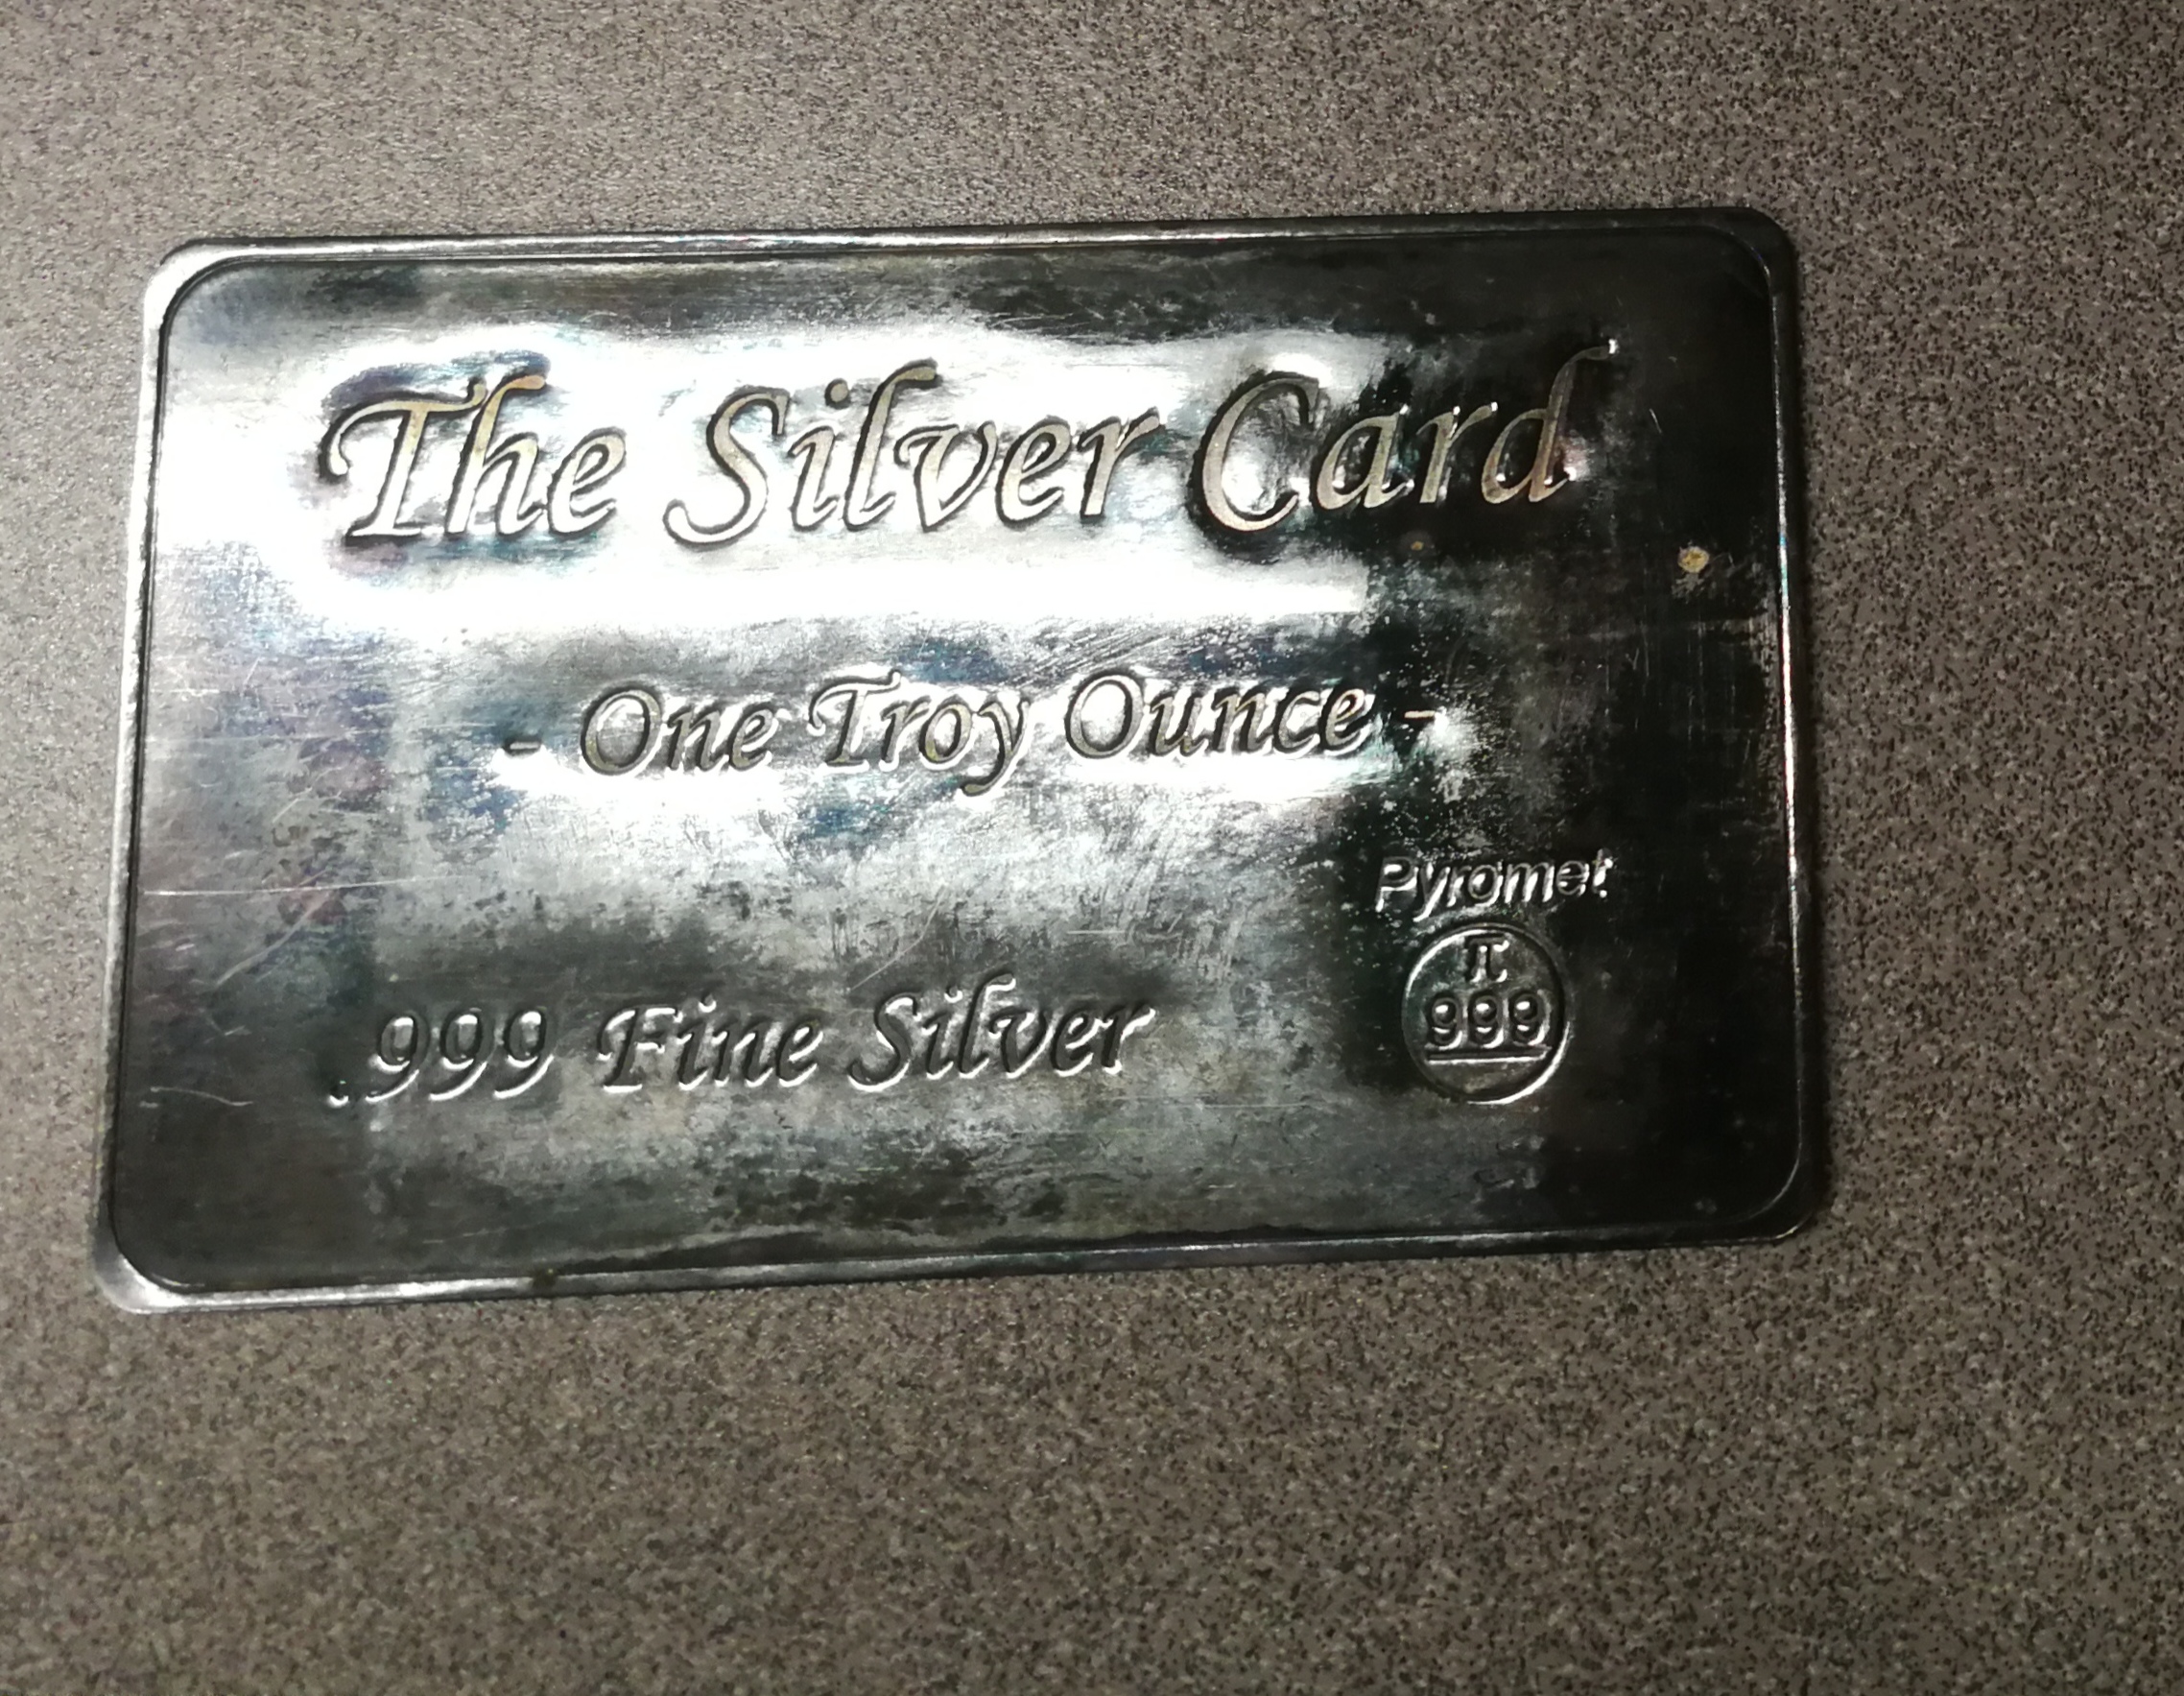 The Silver Card
- One Troy Ounce -
Pyromet
π
999
.999 Fine Silver